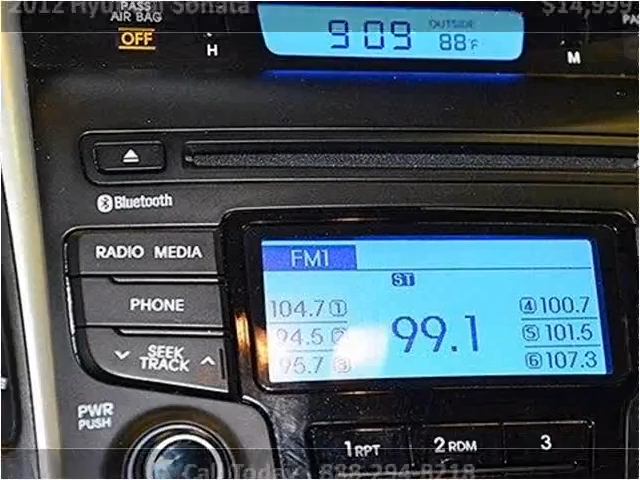 2012 Hyundai Sonata $14,999
PASS
AIR BAG
OFF
H
9:09
OUTSIDE
88°F
M
Bluetooth
RADIO MEDIA
PHONE
SEEK
TRACK
PWR
PUSH
FM1
ST
104.7 1
94.5 2
95.7 3
99.1
4 100.7
5 101.5
6 107.3
1 RPT 2 RDM 3
Call Today! 888-294-8218